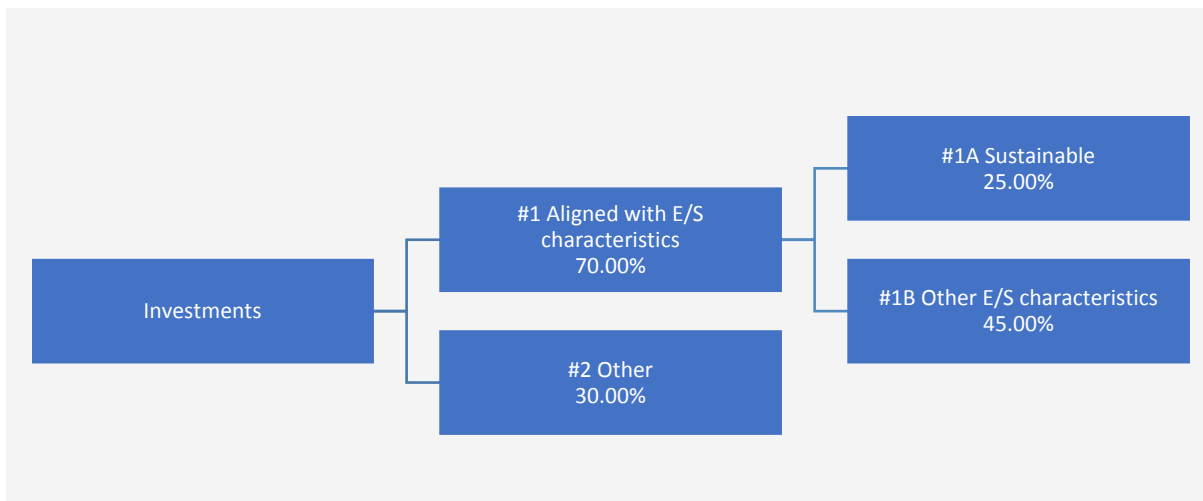 Investments
#1 Aligned with E/S
characteristics
70.00%
#2 Other
30.00%
#1A Sustainable
25.00%
#1B Other E/S characteristics
45.00%